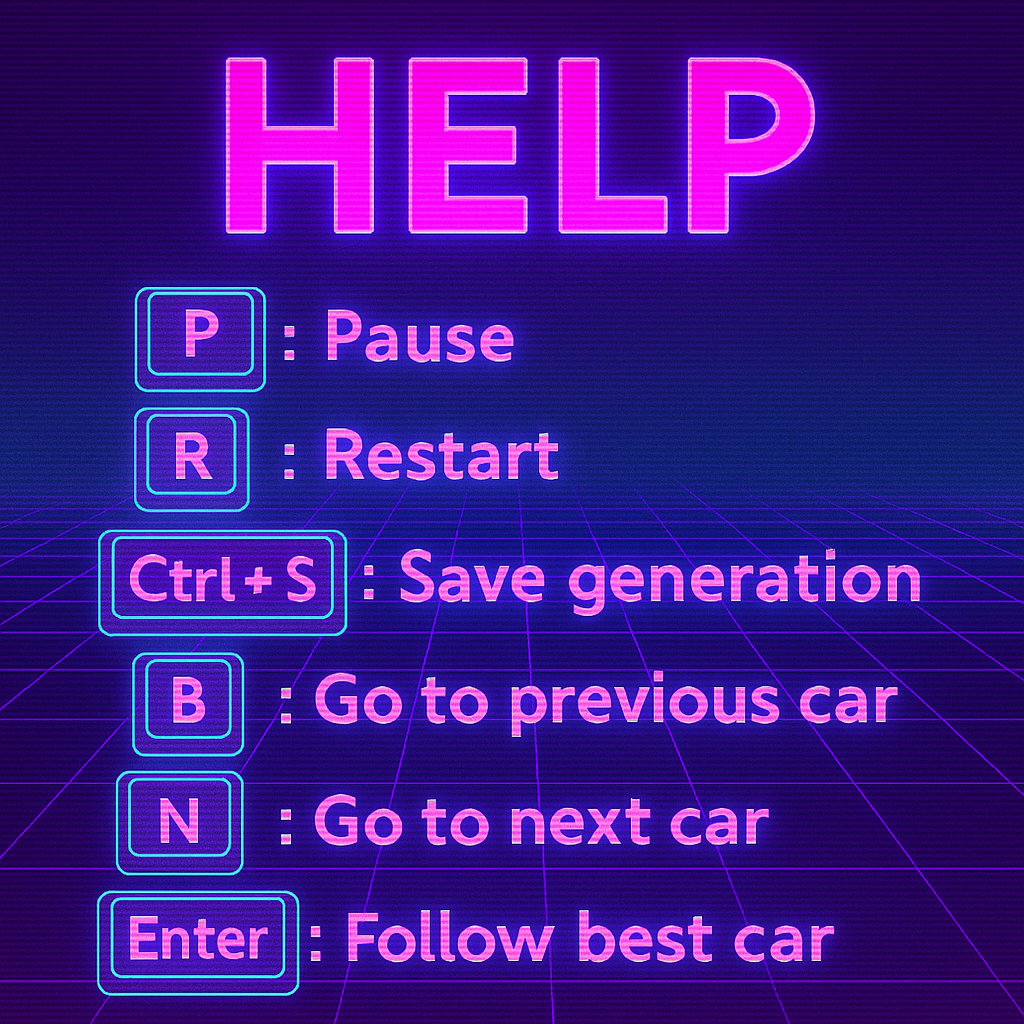 HELP
P : Pause
R : Restart
Ctrl+S : Save generation
B : Go to previous car
N : Go to next car
Enter : Follow best car